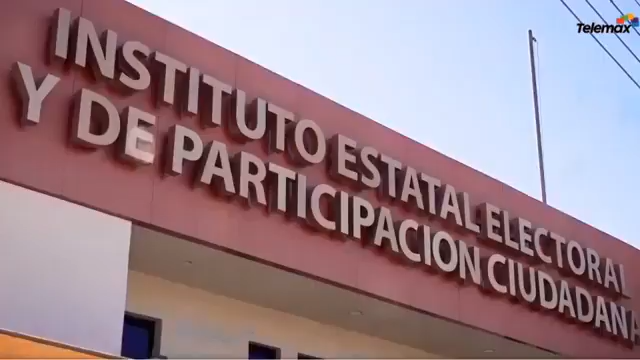 Telemax
INSTITUTO ESTATAL ELECTORAL
Y DE PARTICIPACION CIUDADANA